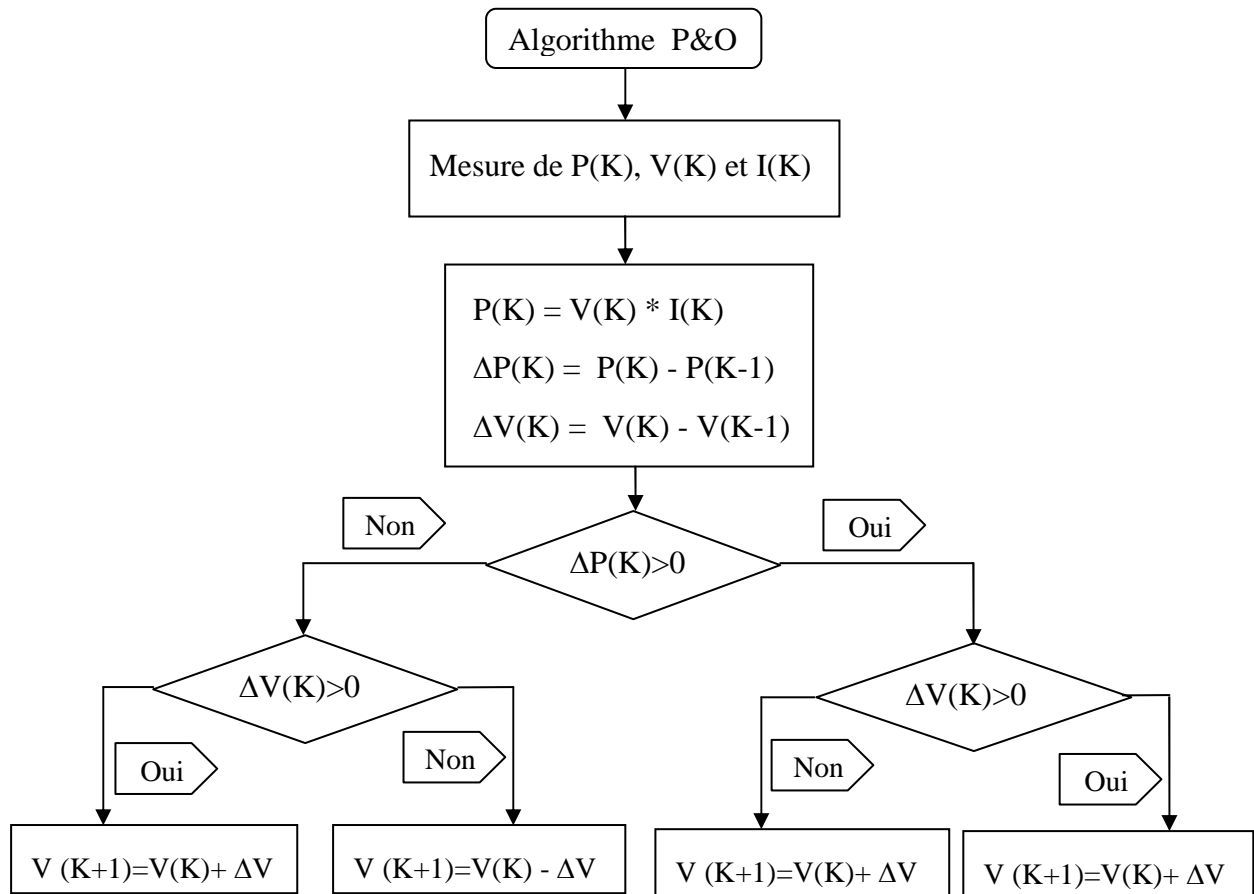 Algorithme P&O
Mesure de P(K), V(K) et I(K)
P(K) = V(K) * I(K)
ΔP(K) = P(K) - P(K-1)
ΔV(K) = V(K) - V(K-1)
Non
Oui
ΔP(K)>0
ΔV(K)>0
ΔV(K)>0
Oui
Non
Non
Oui
V (K+1)=V(K)+ ΔV
V (K+1)=V(K) - ΔV
V (K+1)=V(K)+ ΔV
V (K+1)=V(K)+ ΔV